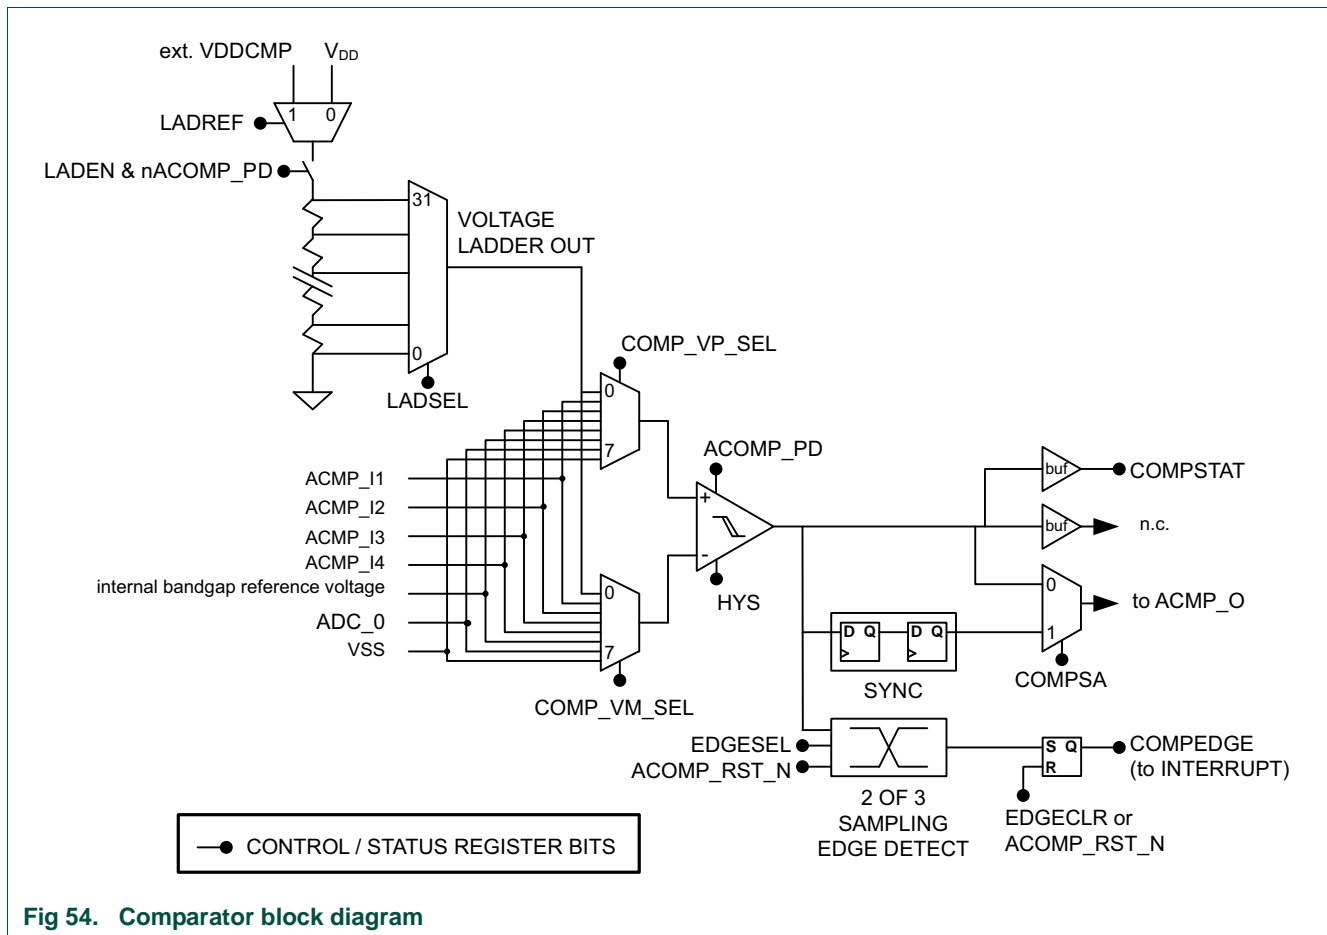 ext. VDDCMP VDD
1 0
LADREF
LADEN & nACOMP_PD
31
VOLTAGE
LADDER OUT
0
LADSEL
COMP_VP_SEL
0
7
ACMP_I1
ACMP_I2
ACMP_I3
ACMP_I4
internal bandgap reference voltage
ADC_0
VSS
0
7
COMP_VM_SEL
ACOMP_PD
+
-
HYS
buf COMPSTAT
buf n.c.
0
1
to ACMP_O
COMPSA
D Q D Q
SYNC
EDGESEL
ACOMP_RST_N
2 OF 3
SAMPLING
EDGE DETECT
S Q
R
COMPEDGE
(to INTERRUPT)
EDGECLR or
ACOMP_RST_N
CONTROL / STATUS REGISTER BITS
Fig 54. Comparator block diagram